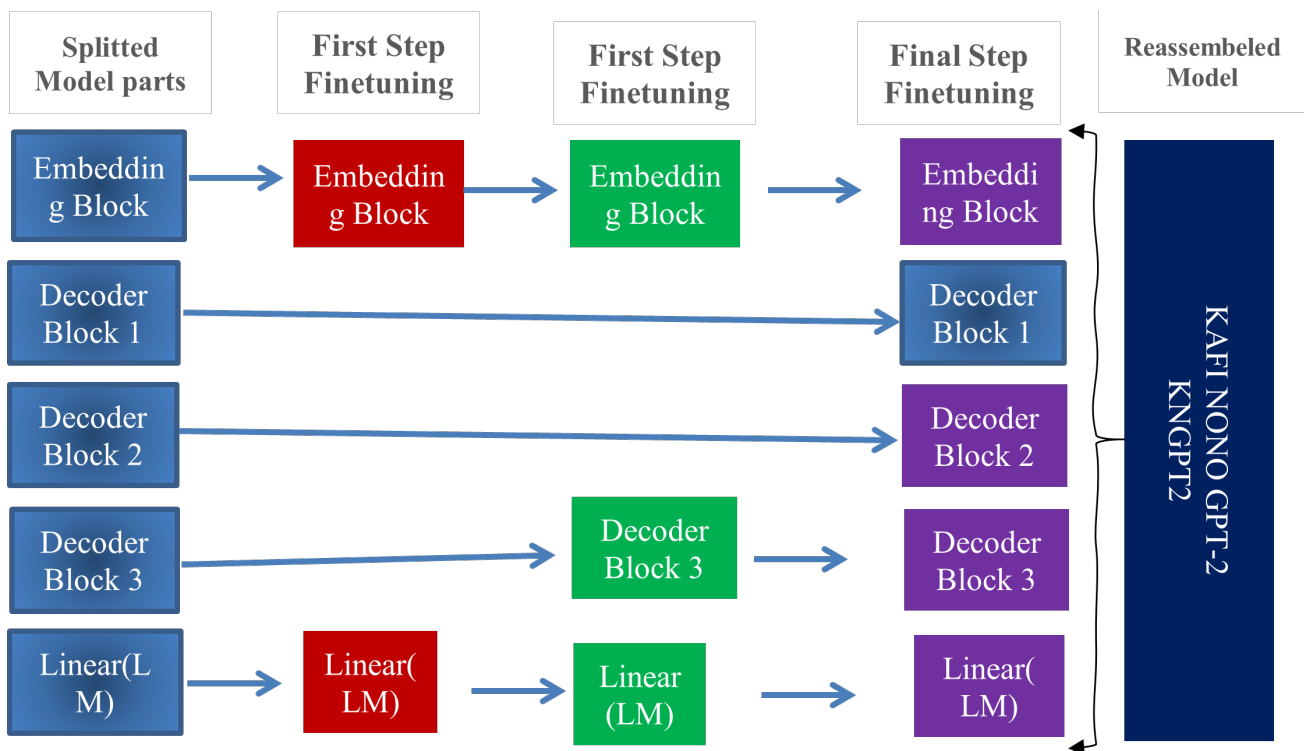 Splitted
Model parts
First Step
Finetuning
First Step
Finetuning
Final Step
Finetuning
Reassembeled
Model
Embeddin
g Block
Embeddin
g Block
Embeddin
g Block
Embeddi
ng Block
Decoder
Block 1
Decoder
Block 1
Decoder
Block 2
Decoder
Block 2
Decoder
Block 3
Decoder
Block 3
Decoder
Block 3
Linear(L
M)
Linear(
LM)
Linear
(LM)
Linear(
LM)
KAFI NONO GPT-2
KNGPT2